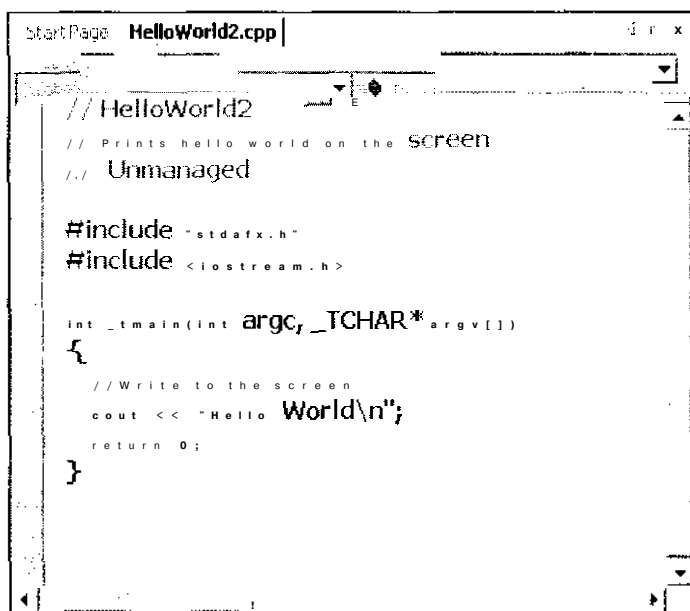 Start Page HelloWorld2.cpp
// HelloWorld2
// Prints hello world on the screen
// Unmanaged
#include "stdafx.h"
#include <iostream.h>
int _tmain(int argc, _TCHAR* argv[])
{
//Write to the screen
cout << "Hello World\n";
return 0;
}